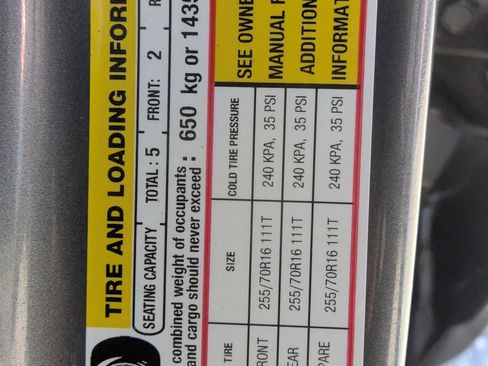 TIRE AND LOADING INFOR
SEATING CAPACITY TOTAL : 5 FRONT: 2 R
combined weight of occupants :
and cargo should never exceed : 650 kg or 1435
TIRE SIZE COLD TIRE PRESSURE
RONT 255/70R16 111T 240 KPA, 35 PSI
EAR 255/70R16 111T 240 KPA, 35 PSI
PARE 255/70R16 111T 240 KPA, 35 PSI
SEE OWNE
MANUAL F
ADDITION
INFORMAT